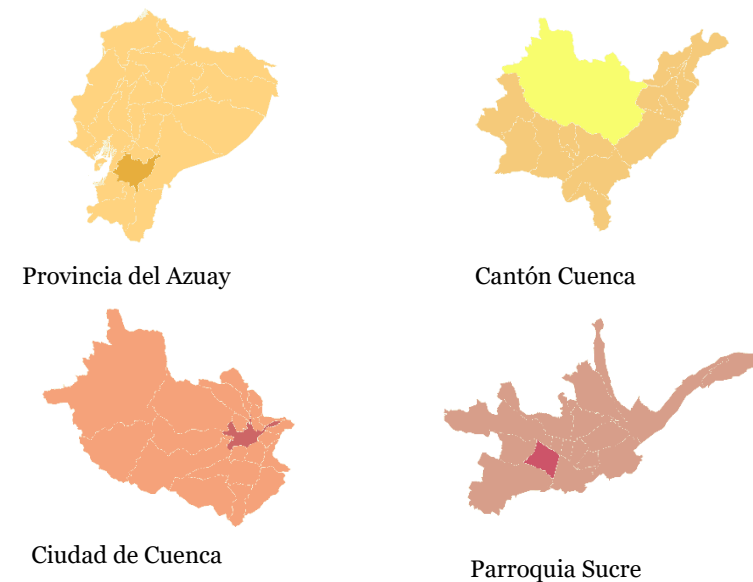 Provincia del Azuay
Cantón Cuenca
Ciudad de Cuenca
Parroquia Sucre